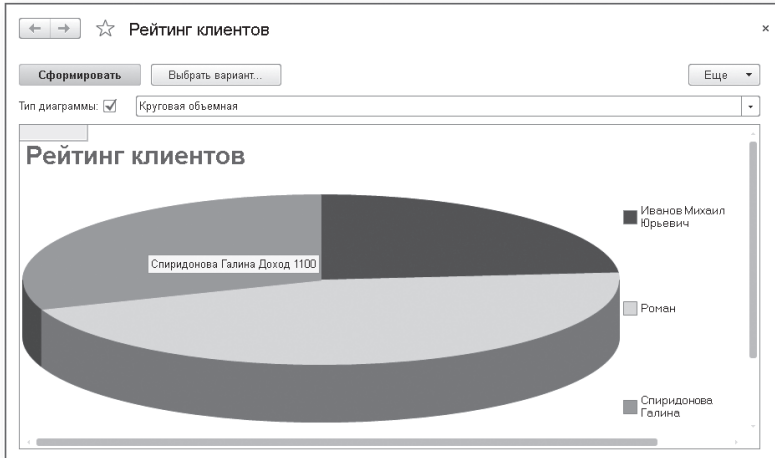 Рейтинг клиентов
Сформировать
Выбрать вариант...
Еще
Тип диаграммы:
Круговая объемная
Рейтинг клиентов
Иванов Михаил
Юрьевич
Спиридонова Галина Доход 1100
Роман
Спиридонова
Галина